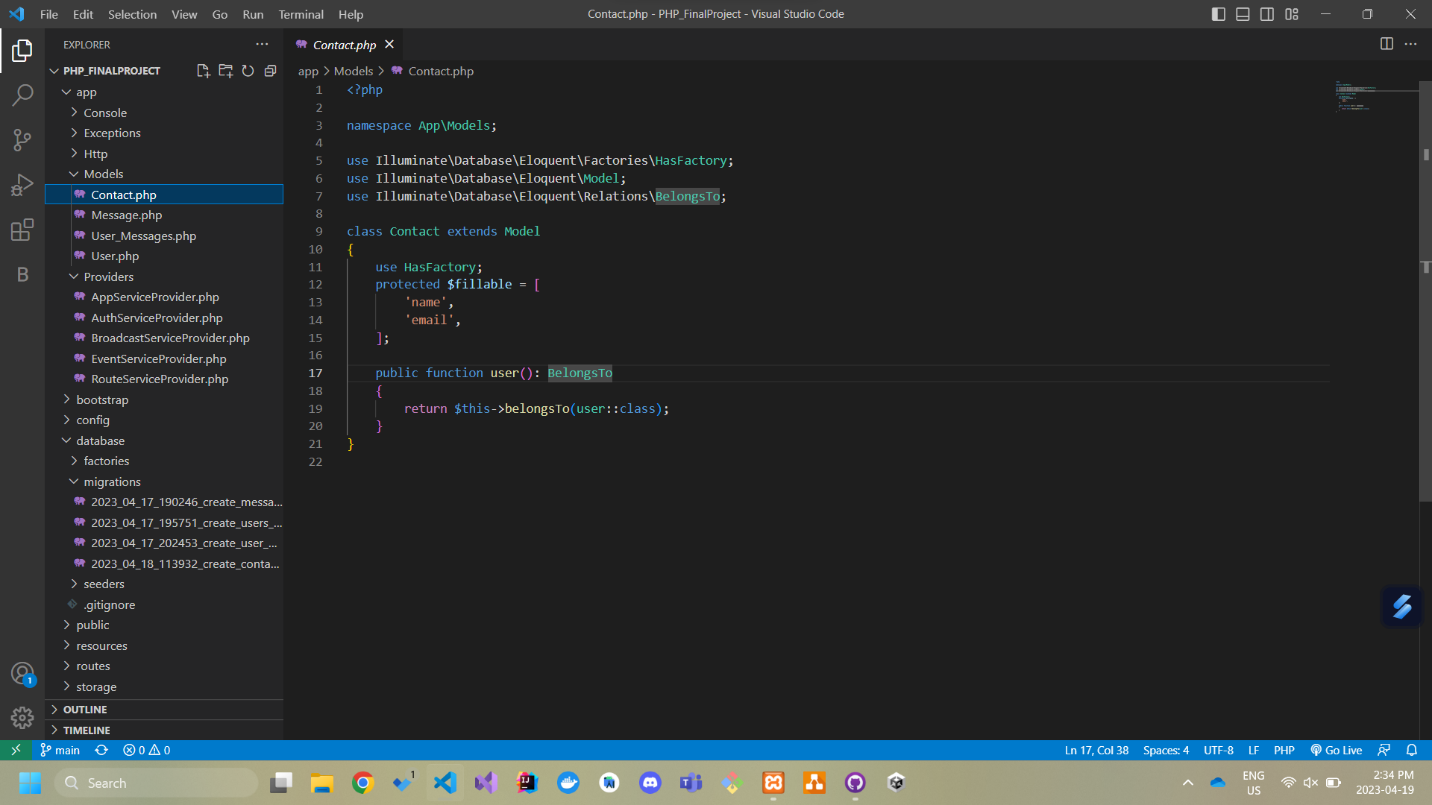 File Edit Selection View Go Run Terminal Help
Contact.php - PHP_FinalProject - Visual Studio Code
EXPLORER
PHP_FINALPROJECT
app
Console
Exceptions
Http
Models
Contact.php
Message.php
User_Messages.php
User.php
Providers
AppServiceProvider.php
AuthServiceProvider.php
BroadcastServiceProvider.php
EventServiceProvider.php
RouteServiceProvider.php
bootstrap
config
database
factories
migrations
2023_04_17_190246_create_messa...
2023_04_17_195751_create_users_...
2023_04_17_202453_create_user_...
2023_04_18_113932_create_conta...
seeders
.gitignore
public
resources
routes
storage
OUTLINE
TIMELINE
B
1
Contact.php
app > Models > Contact.php
1 <?php
2
3 namespace App\Models;
4
5 use Illuminate\Database\Eloquent\Factories\HasFactory;
6 use Illuminate\Database\Eloquent\Model;
7 use Illuminate\Database\Eloquent\Relations\BelongsTo;
8
9 class Contact extends Model
10 {
11 use HasFactory;
12 protected $fillable = [
13 'name',
14 'email',
15 ];
16
17 public function user(): BelongsTo
18 {
19 return $this->belongsTo(user::class);
20 }
21 }
22
main 0 0
Ln 17, Col 38 Spaces: 4 UTF-8 LF PHP Go Live
Search
1
ENG
US
2:34 PM
2023-04-19